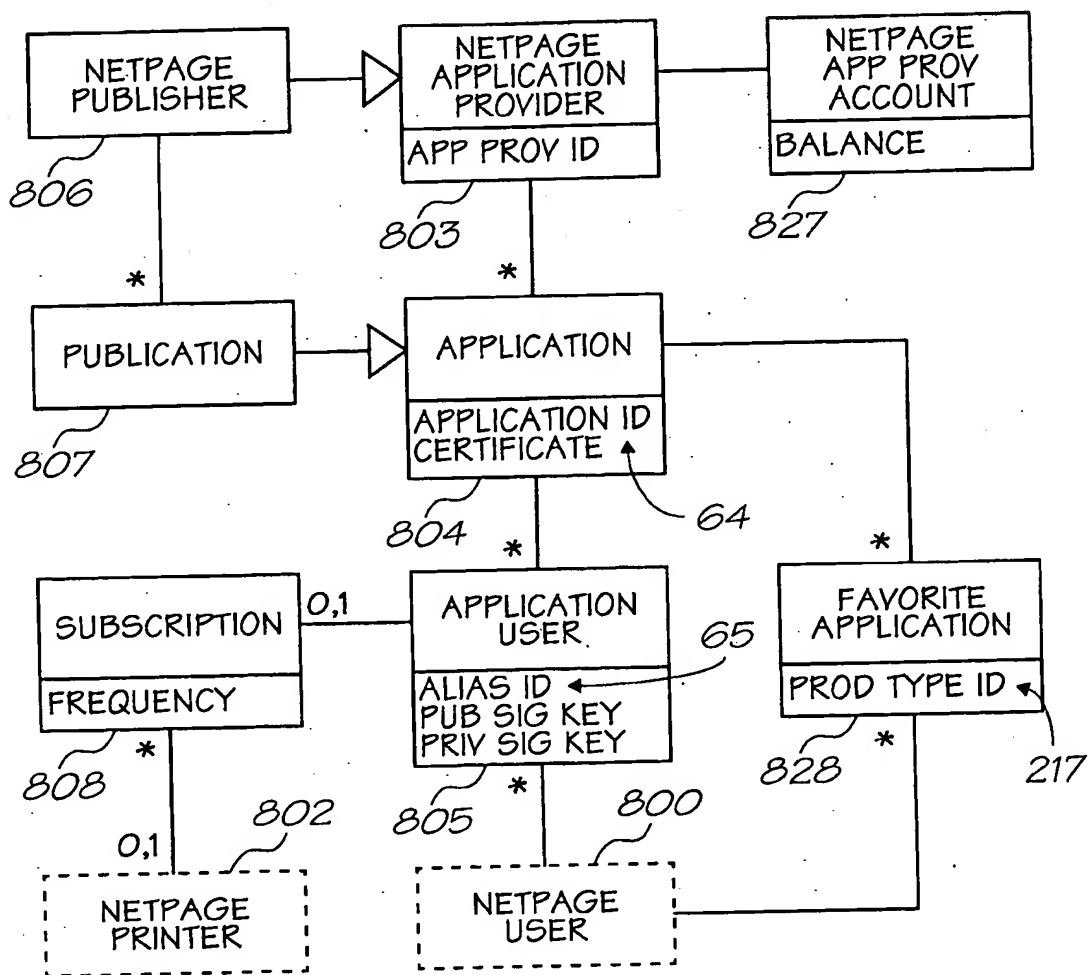 NETPAGE
PUBLISHER
806
NETPAGE
APPLICATION
PROVIDER
APP PROV ID
803
NETPAGE
APP PROV
ACCOUNT
BALANCE
827
*
*
PUBLICATION
807
APPLICATION
APPLICATION ID
CERTIFICATE
804
64
*
*
SUBSCRIPTION
FREQUENCY
808
0,1
APPLICATION
USER
ALIAS ID
PUB SIG KEY
PRIV SIG KEY
805
65
FAVORITE
APPLICATION
PROD TYPE ID
828
217
*
*
*
0,1
802
NETPAGE
PRINTER
800
NETPAGE
USER